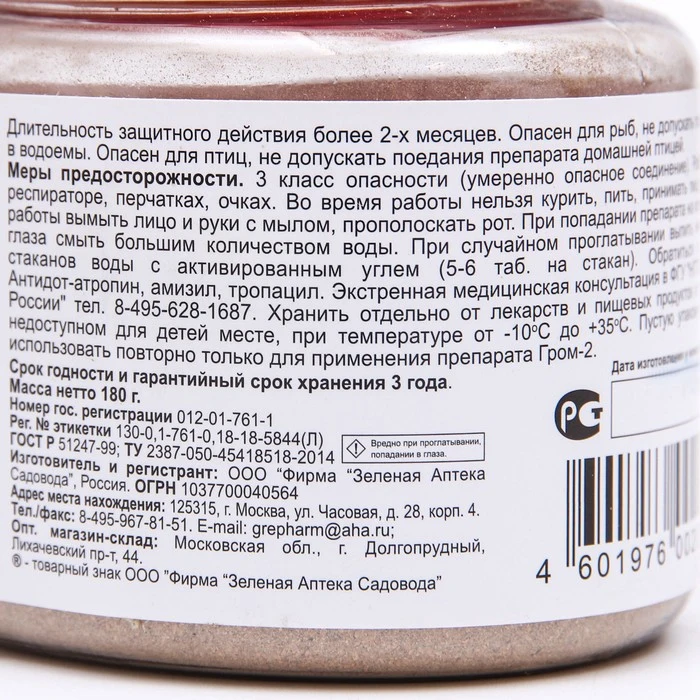 Длительность защитного действия более 2-х месяцев. Опасен для рыб, не допускать
в водоемы. Опасен для птиц, не допускать поедания препарата домашней птицей.
Меры предосторожности. 3 класс опасности (умеренно опасное соединение)
респираторе, перчатках, очках. Во время работы нельзя курить, пить, принимать
работы вымыть лицо и руки с мылом, прополоскать рот. При попадании препарата
глаза смыть большим количеством воды. При случайном проглатывании выпить
стаканов воды с активированным углем (5-6 таб. на стакан). Обратиться
Антидот-атропин, амизил, тропацил. Экстренная медицинская консультация в ФГУ
России" тел. 8-495-628-1687. Хранить отдельно от лекарств и пищевых продуктов
недоступном для детей месте, при температуре от -10°С до +35°С. Пустую
использовать повторно только для применения препарата Гром-2.
Срок годности и гарантийный срок хранения 3 года.
Масса нетто 180 г.
Номер гос. регистрации 012-01-761-1
Рег. № этикетки 130-0,1-761-0,18-18-5844(Л)
ГОСТ Р 51247-99; ТУ 2387-050-45418518-2014
Вредно при проглатывании,
попадании в глаза.
Изготовитель и регистрант: ООО "Фирма "Зеленая Аптека
Садовода", Россия. ОГРН 1037700040564
Адрес места нахождения: 125315, г. Москва, ул. Часовая, д. 28, корп. 4.
Тел./факс: 8-495-967-81-51. E-mail: grepharm@aha.ru;
Опт. магазин-склад: Московская обл., г. Долгопрудный,
Лихачевский пр-т, 44.
® - товарный знак ООО "Фирма "Зеленая Аптека Садовода"
Дата изготовления
РСТ
4 601976